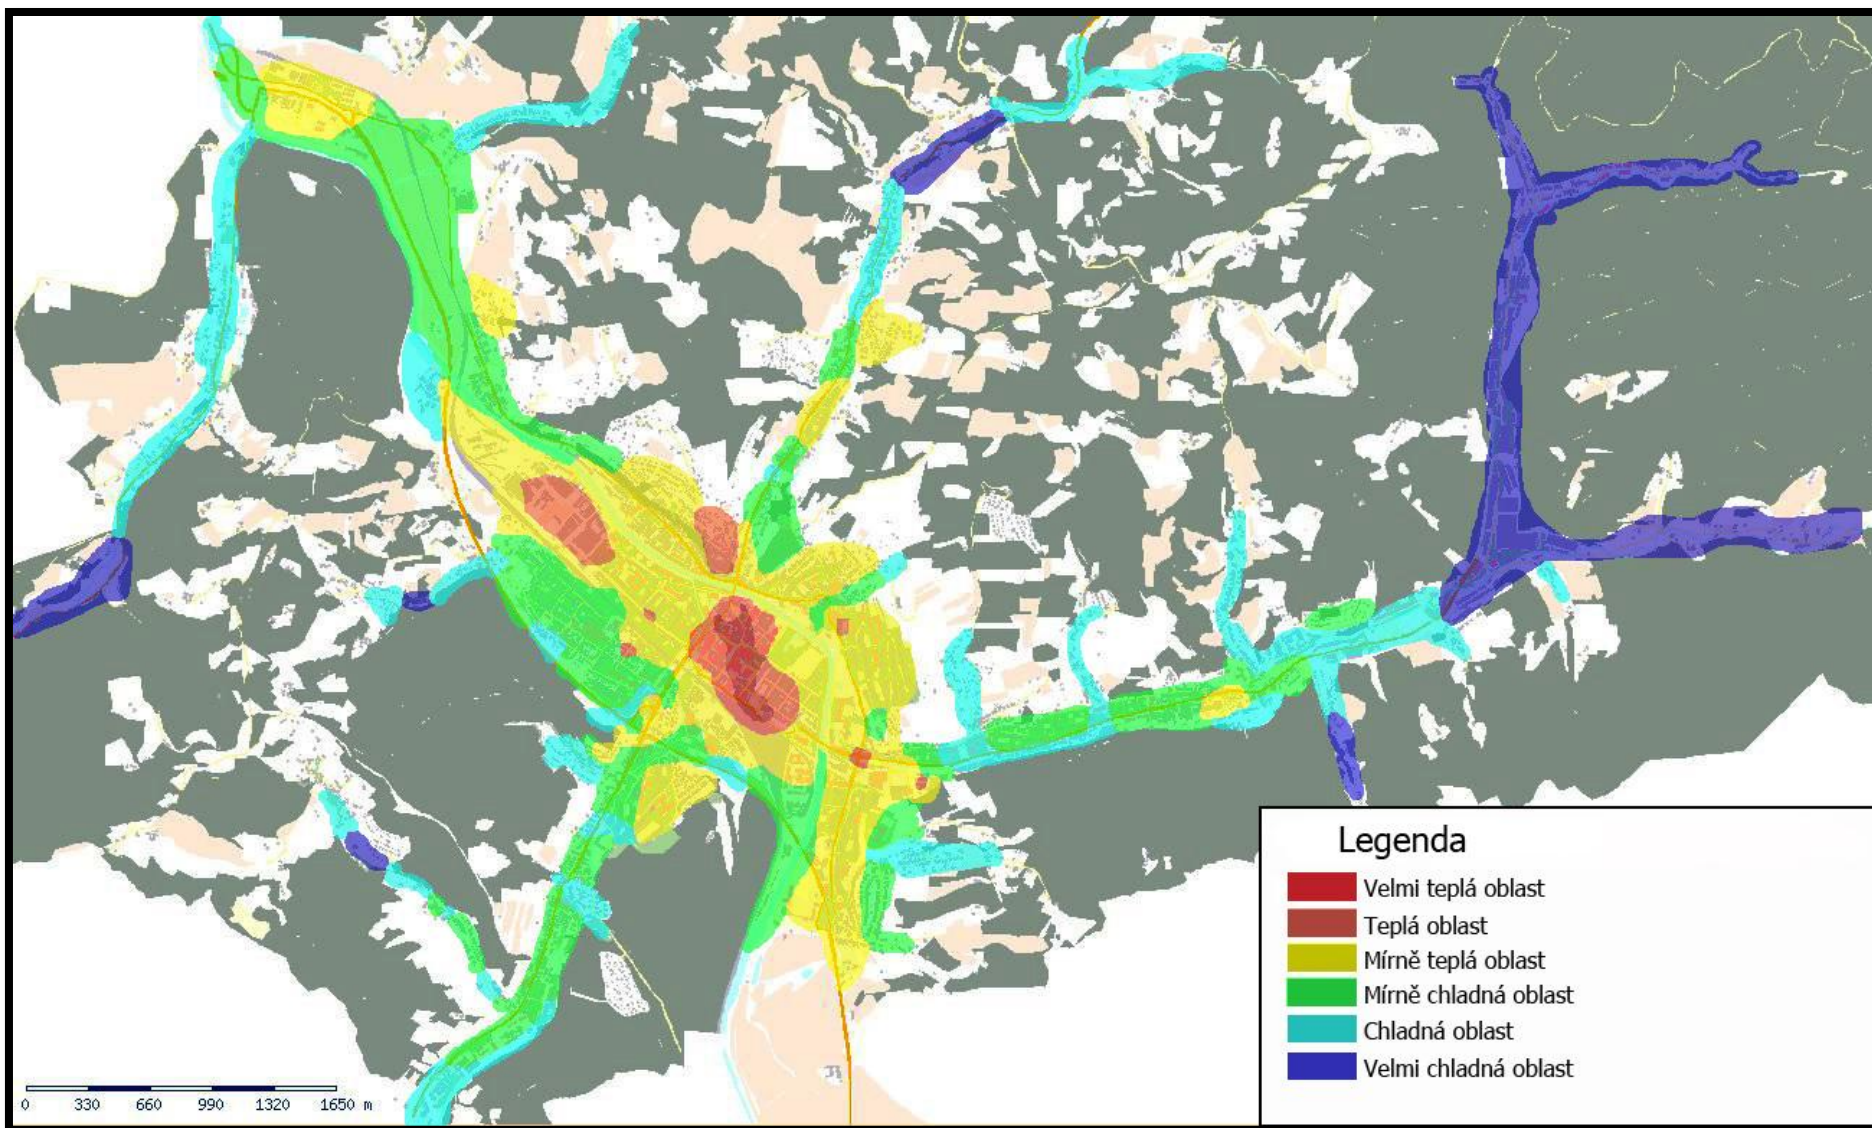 Legenda
Velmi teplá oblast
Teplá oblast
Mírně teplá oblast
Mírně chladná oblast
Chladná oblast
Velmi chladná oblast
0 330 660 990 1320 1650 m